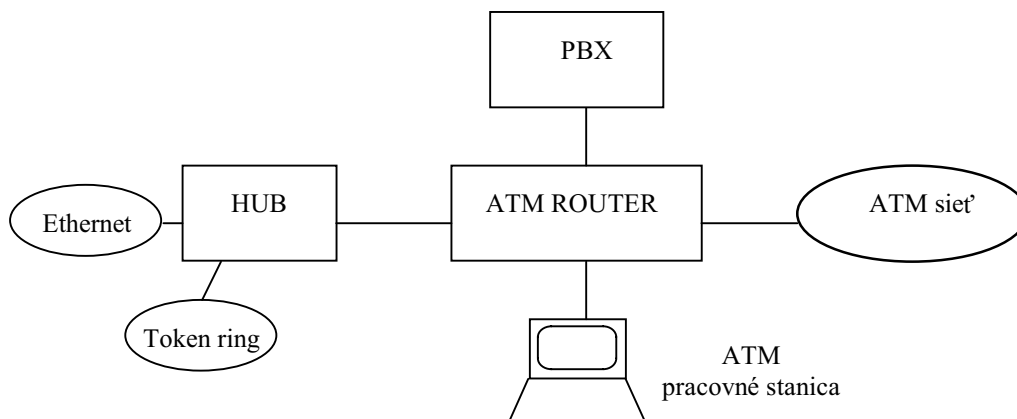 PBX
HUB
ATM ROUTER
ATM sieť
Ethernet
Token ring
ATM
pracovné stanica